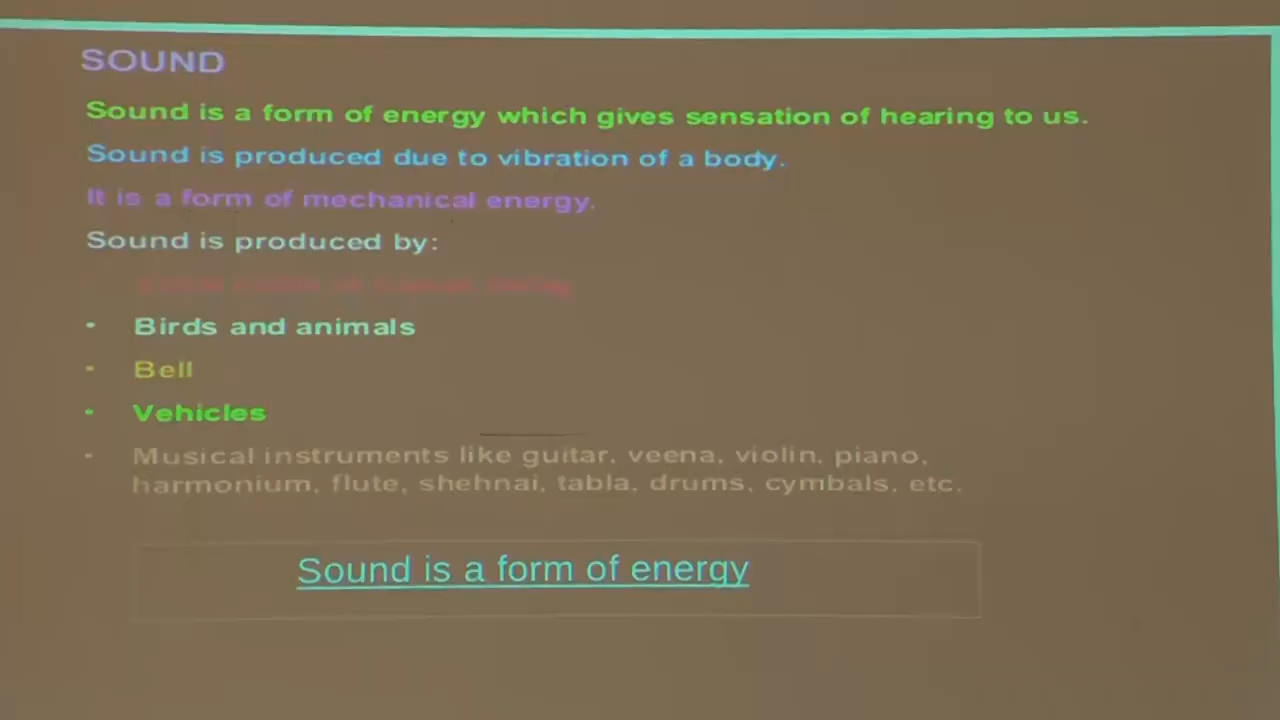 SOUND
Sound is a form of energy which gives sensation of hearing to us.
Sound is produced due to vibration of a body.
It is a form of mechanical energy.
Sound is produced by:
• Birds and animals
• Bell
• Vehicles
• Musical instruments like guitar, veena, violin, piano,
harmonium, flute, shehnai, tabla, drums, cymbals, etc.
Sound is a form of energy